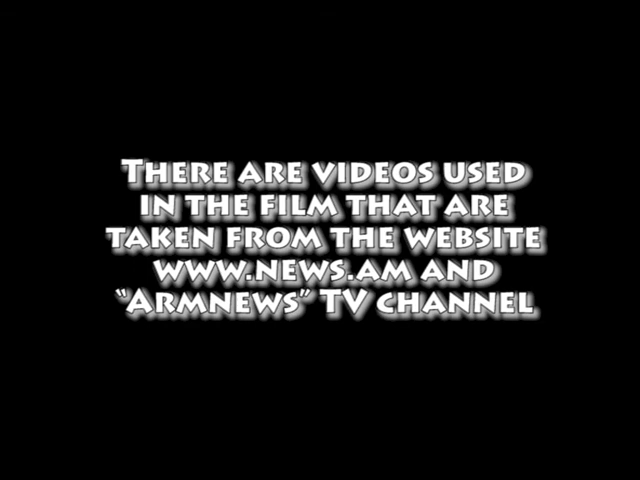 There are videos used
in the film that are
taken from the website
www.news.am and
"Armnews" TV channel